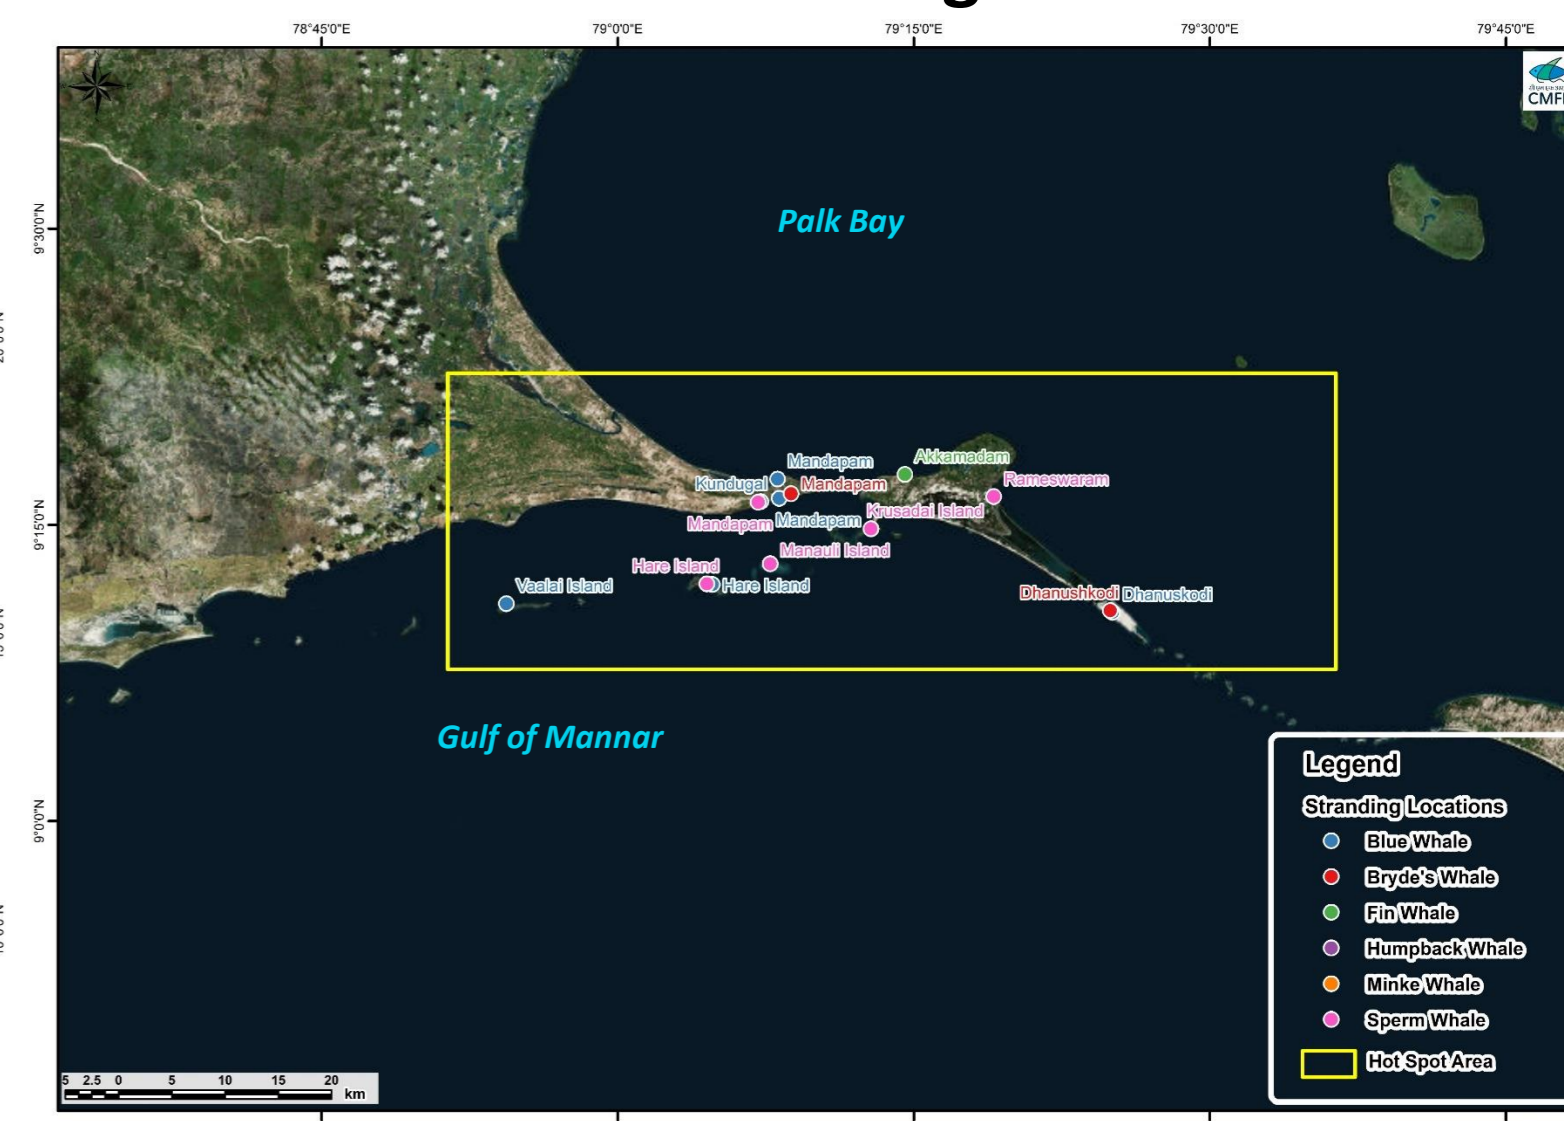 g
78°45'0"E 79°0'0"E 79°15'0"E 79°30'0"E 79°45'0"E
CMF
9°30'0"N
Palk Bay
Mandapam
Akkamadam
Kundugal
Mandapam
Rameswaram
9°15'0"N
Mandapam
Mandapam
Krusadai Island
Manauli Island
Hare Island
Hare Island
Vaalai Island
Dhanushkodi
Dhanuskodi
Gulf of Mannar
9°0'0"N
Legend
Stranding Locations
Blue Whale
Bryde's Whale
Fin Whale
Humpback Whale
Minke Whale
Sperm Whale
Hot Spot Area
5 2.5 0 5 10 15 20
km